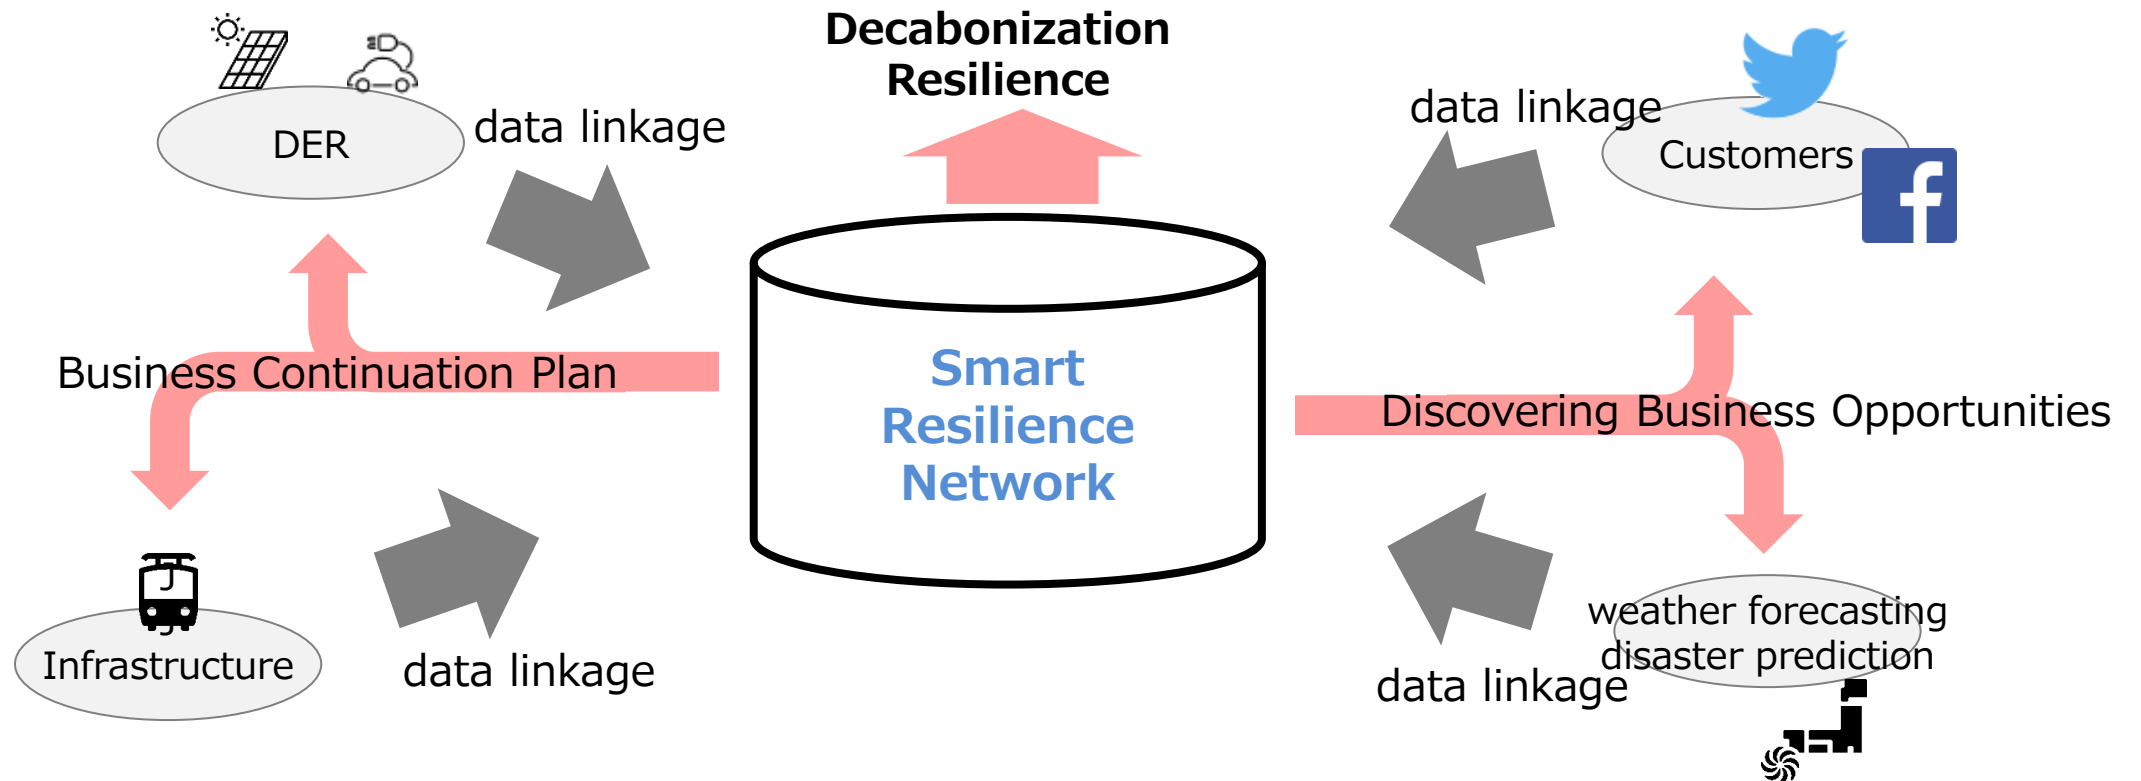 Decabonization
Resilience
DER
data linkage
data linkage
Customers
Business Continuation Plan
Smart
Resilience
Network
Discovering Business Opportunities
Infrastructure
data linkage
data linkage
weather forecasting
disaster prediction